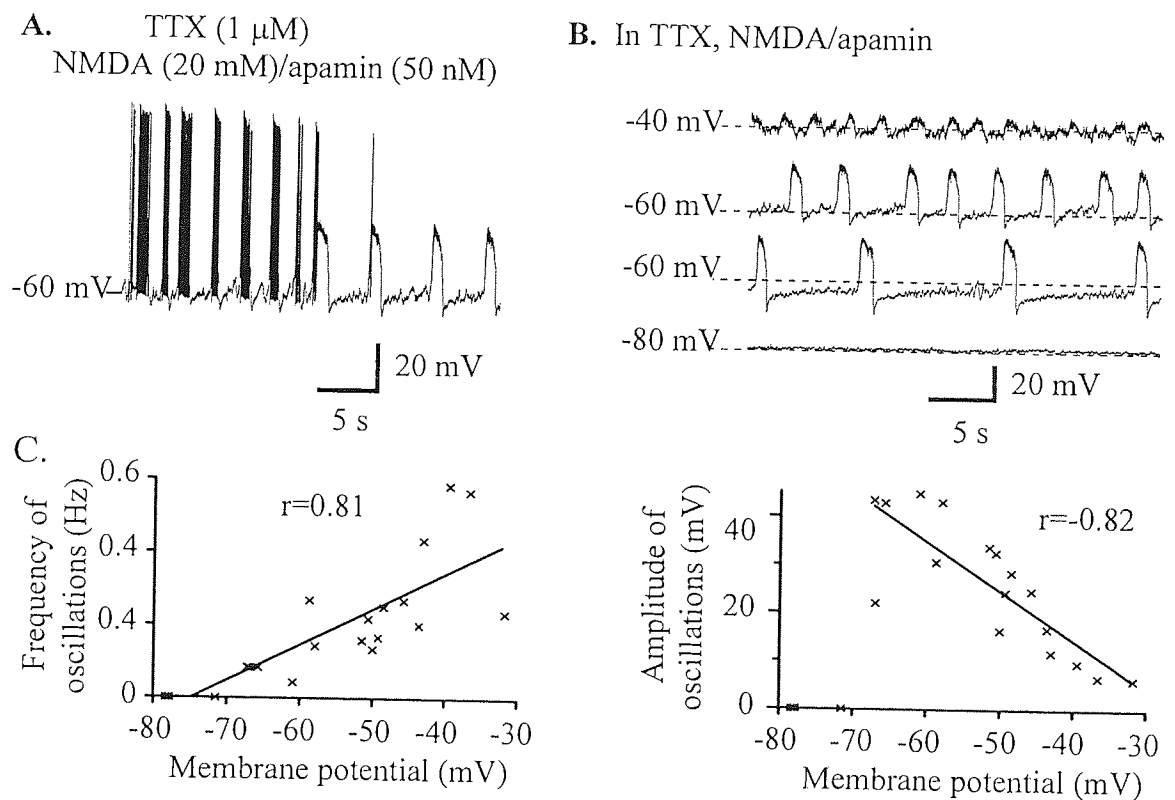 A. TTX (1 µM)
NMDA (20 mM)/apamin (50 nM)
-60 mV
20 mV
5 s
B. In TTX, NMDA/apamin
-40 mV
-60 mV
-60 mV
-80 mV
20 mV
5 s
C.
Frequency of
oscillations (Hz)
0.6
0.4
0.4
0
r=0.81
-80 -70 -60 -50 -40 -30
Membrane potential (mV)
Amplitude of
oscillations (mV)
40
20
0
r=-0.82
-80 -70 -60 -50 -40 -30
Membrane potential (mV)